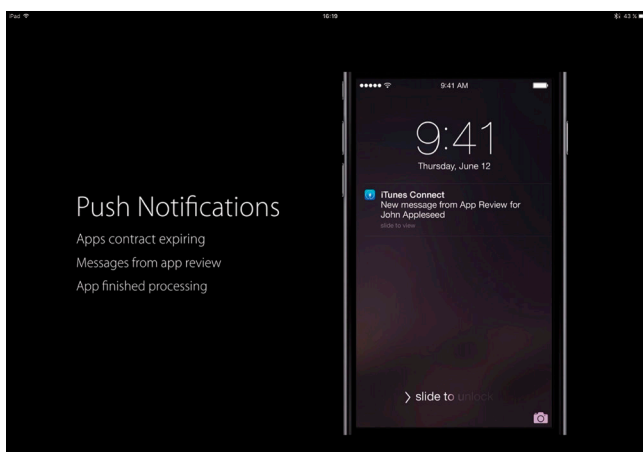 iPad
16:19
43 %
Push Notifications
Apps contract expiring
Messages from app review
App finished processing
9:41 AM
9:41
Thursday, June 12
iTunes Connect
New message from App Review for
John Appleseed
slide to view
slide to unlock